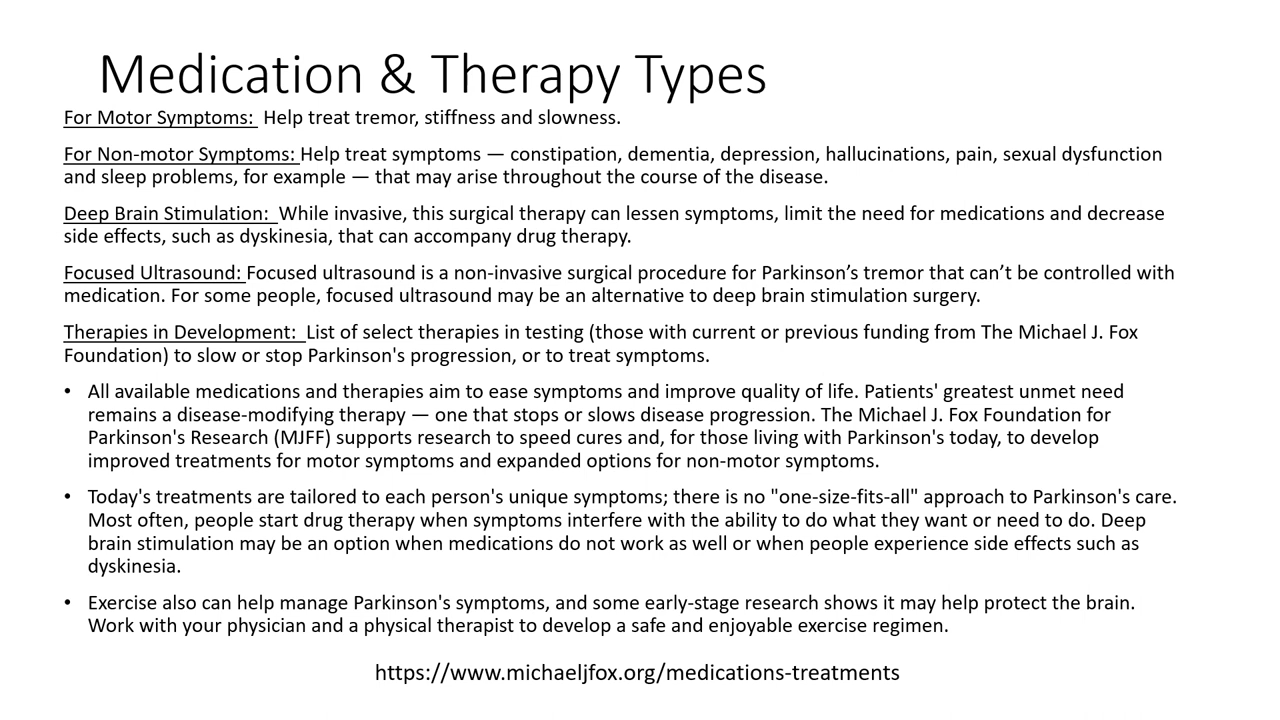 Medication & Therapy Types
For Motor Symptoms:  Help treat tremor, stiffness and slowness.
For Non-motor Symptoms: Help treat symptoms — constipation, dementia, depression, hallucinations, pain, sexual dysfunction
and sleep problems, for example — that may arise throughout the course of the disease.
Deep Brain Stimulation:  While invasive, this surgical therapy can lessen symptoms, limit the need for medications and decrease
side effects, such as dyskinesia, that can accompany drug therapy.
Focused Ultrasound: Focused ultrasound is a non-invasive surgical procedure for Parkinson’s tremor that can’t be controlled with
medication. For some people, focused ultrasound may be an alternative to deep brain stimulation surgery.
Therapies in Development:  List of select therapies in testing (those with current or previous funding from The Michael J. Fox
Foundation) to slow or stop Parkinson's progression, or to treat symptoms.
• All available medications and therapies aim to ease symptoms and improve quality of life. Patients' greatest unmet need
remains a disease-modifying therapy — one that stops or slows disease progression. The Michael J. Fox Foundation for
Parkinson's Research (MJFF) supports research to speed cures and, for those living with Parkinson's today, to develop
improved treatments for motor symptoms and expanded options for non-motor symptoms.
• Today's treatments are tailored to each person's unique symptoms; there is no "one-size-fits-all" approach to Parkinson's care.
Most often, people start drug therapy when symptoms interfere with the ability to do what they want or need to do. Deep
brain stimulation may be an option when medications do not work as well or when people experience side effects such as
dyskinesia.
• Exercise also can help manage Parkinson's symptoms, and some early-stage research shows it may help protect the brain.
Work with your physician and a physical therapist to develop a safe and enjoyable exercise regimen.
https://www.michaeljfox.org/medications-treatments